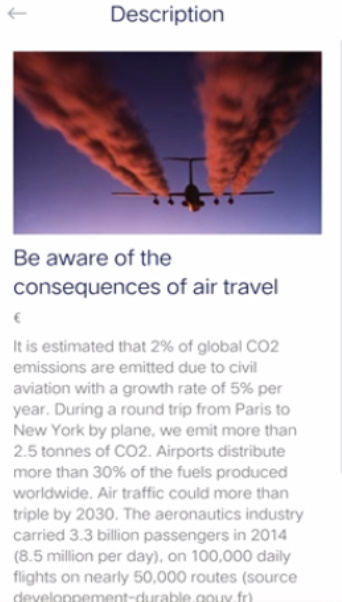 Description
Be aware of the
consequences of air travel
€
It is estimated that 2% of global CO2
emissions are emitted due to civil
aviation with a growth rate of 5% per
year. During a round trip from Paris to
New York by plane, we emit more than
2.5 tonnes of CO2. Airports distribute
more than 30% of the fuels produced
worldwide. Air traffic could more than
triple by 2030. The aeronautics industry
carried 3.3 billion passengers in 2014
(8.5 million per day), on 100,000 daily
flights on nearly 50,000 routes (source
developpement-durable.gouv.fr)